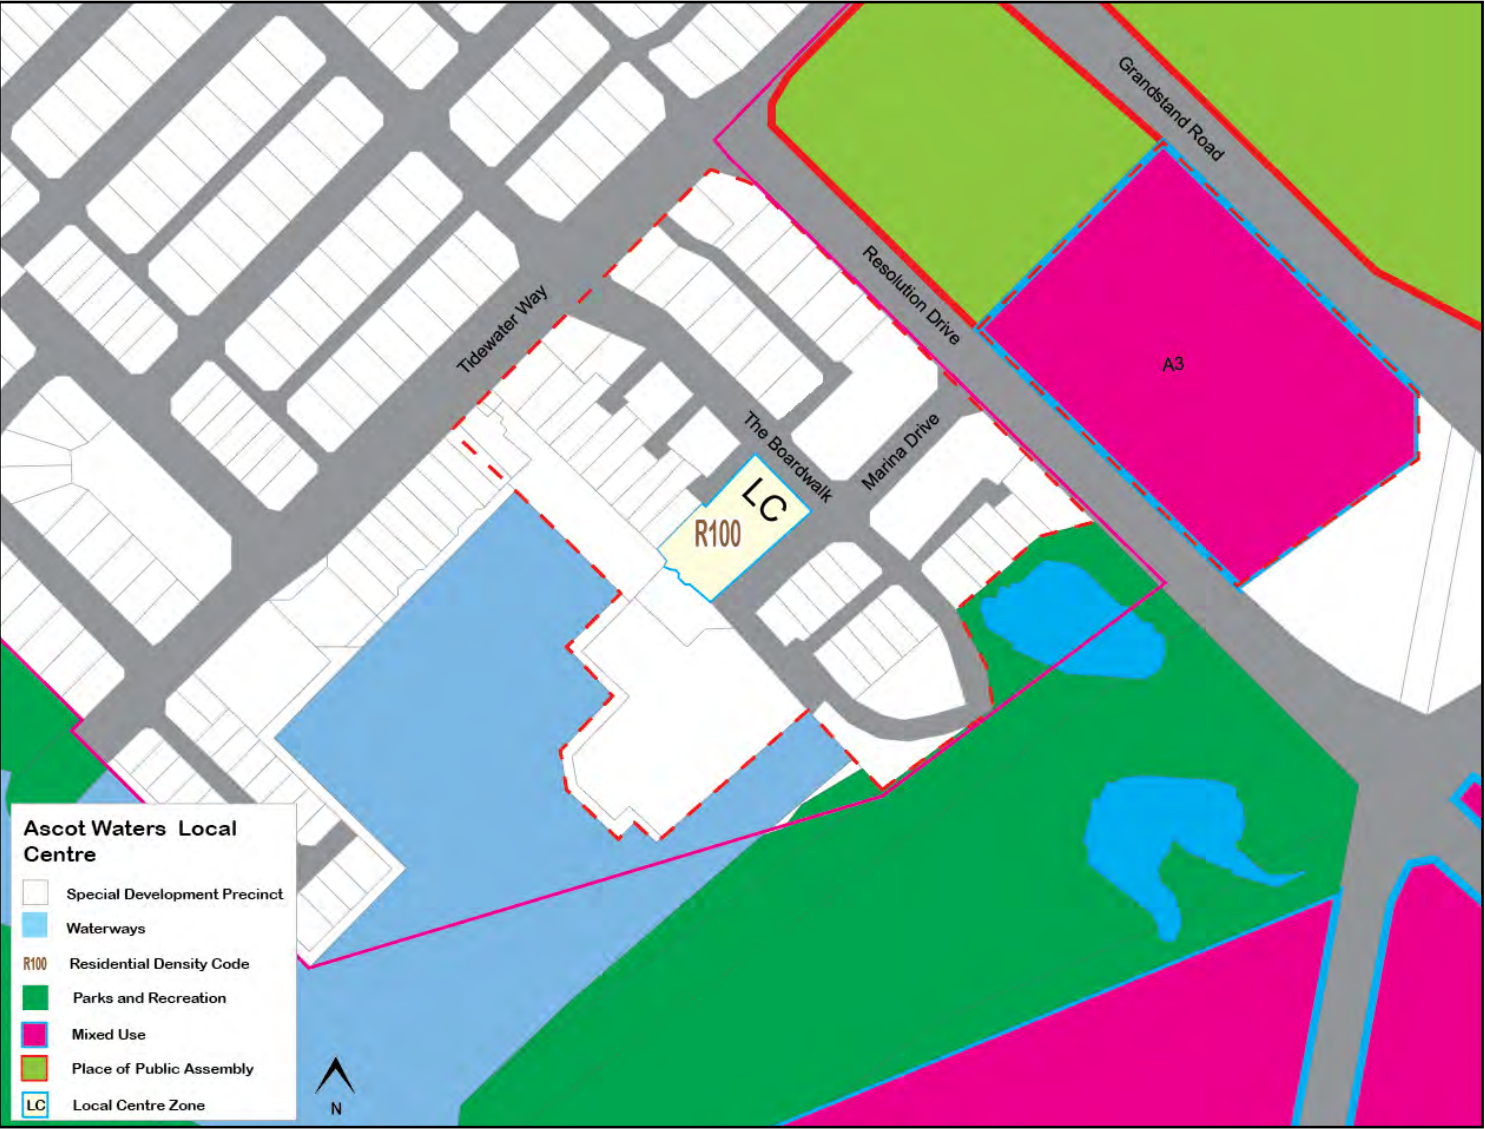 Grandstand Road
Resolution Drive
Tidewater Way
A3
The Boardwalk
Marina Drive
LC
R100
Ascot Waters Local
Centre
Special Development Precinct
Waterways
R100 Residential Density Code
Parks and Recreation
Mixed Use
Place of Public Assembly
LC Local Centre Zone
N